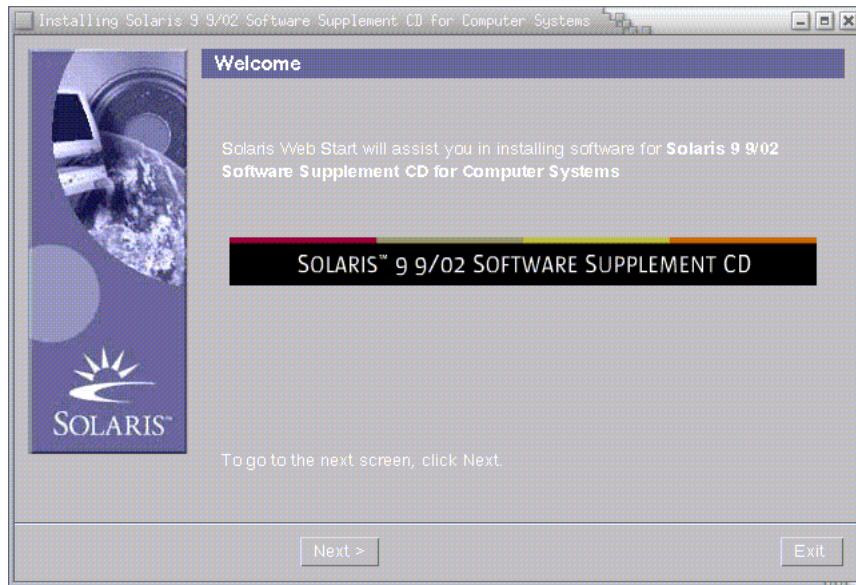 Installing Solaris 9 9/02 Software Supplement CD for Computer Systems
Welcome
Solaris Web Start will assist you in installing software for Solaris 9 9/02
Software Supplement CD for Computer Systems
SOLARIS™ 9 9/02 SOFTWARE SUPPLEMENT CD
SOLARIS™
To go to the next screen, click Next.
Next >
Exit